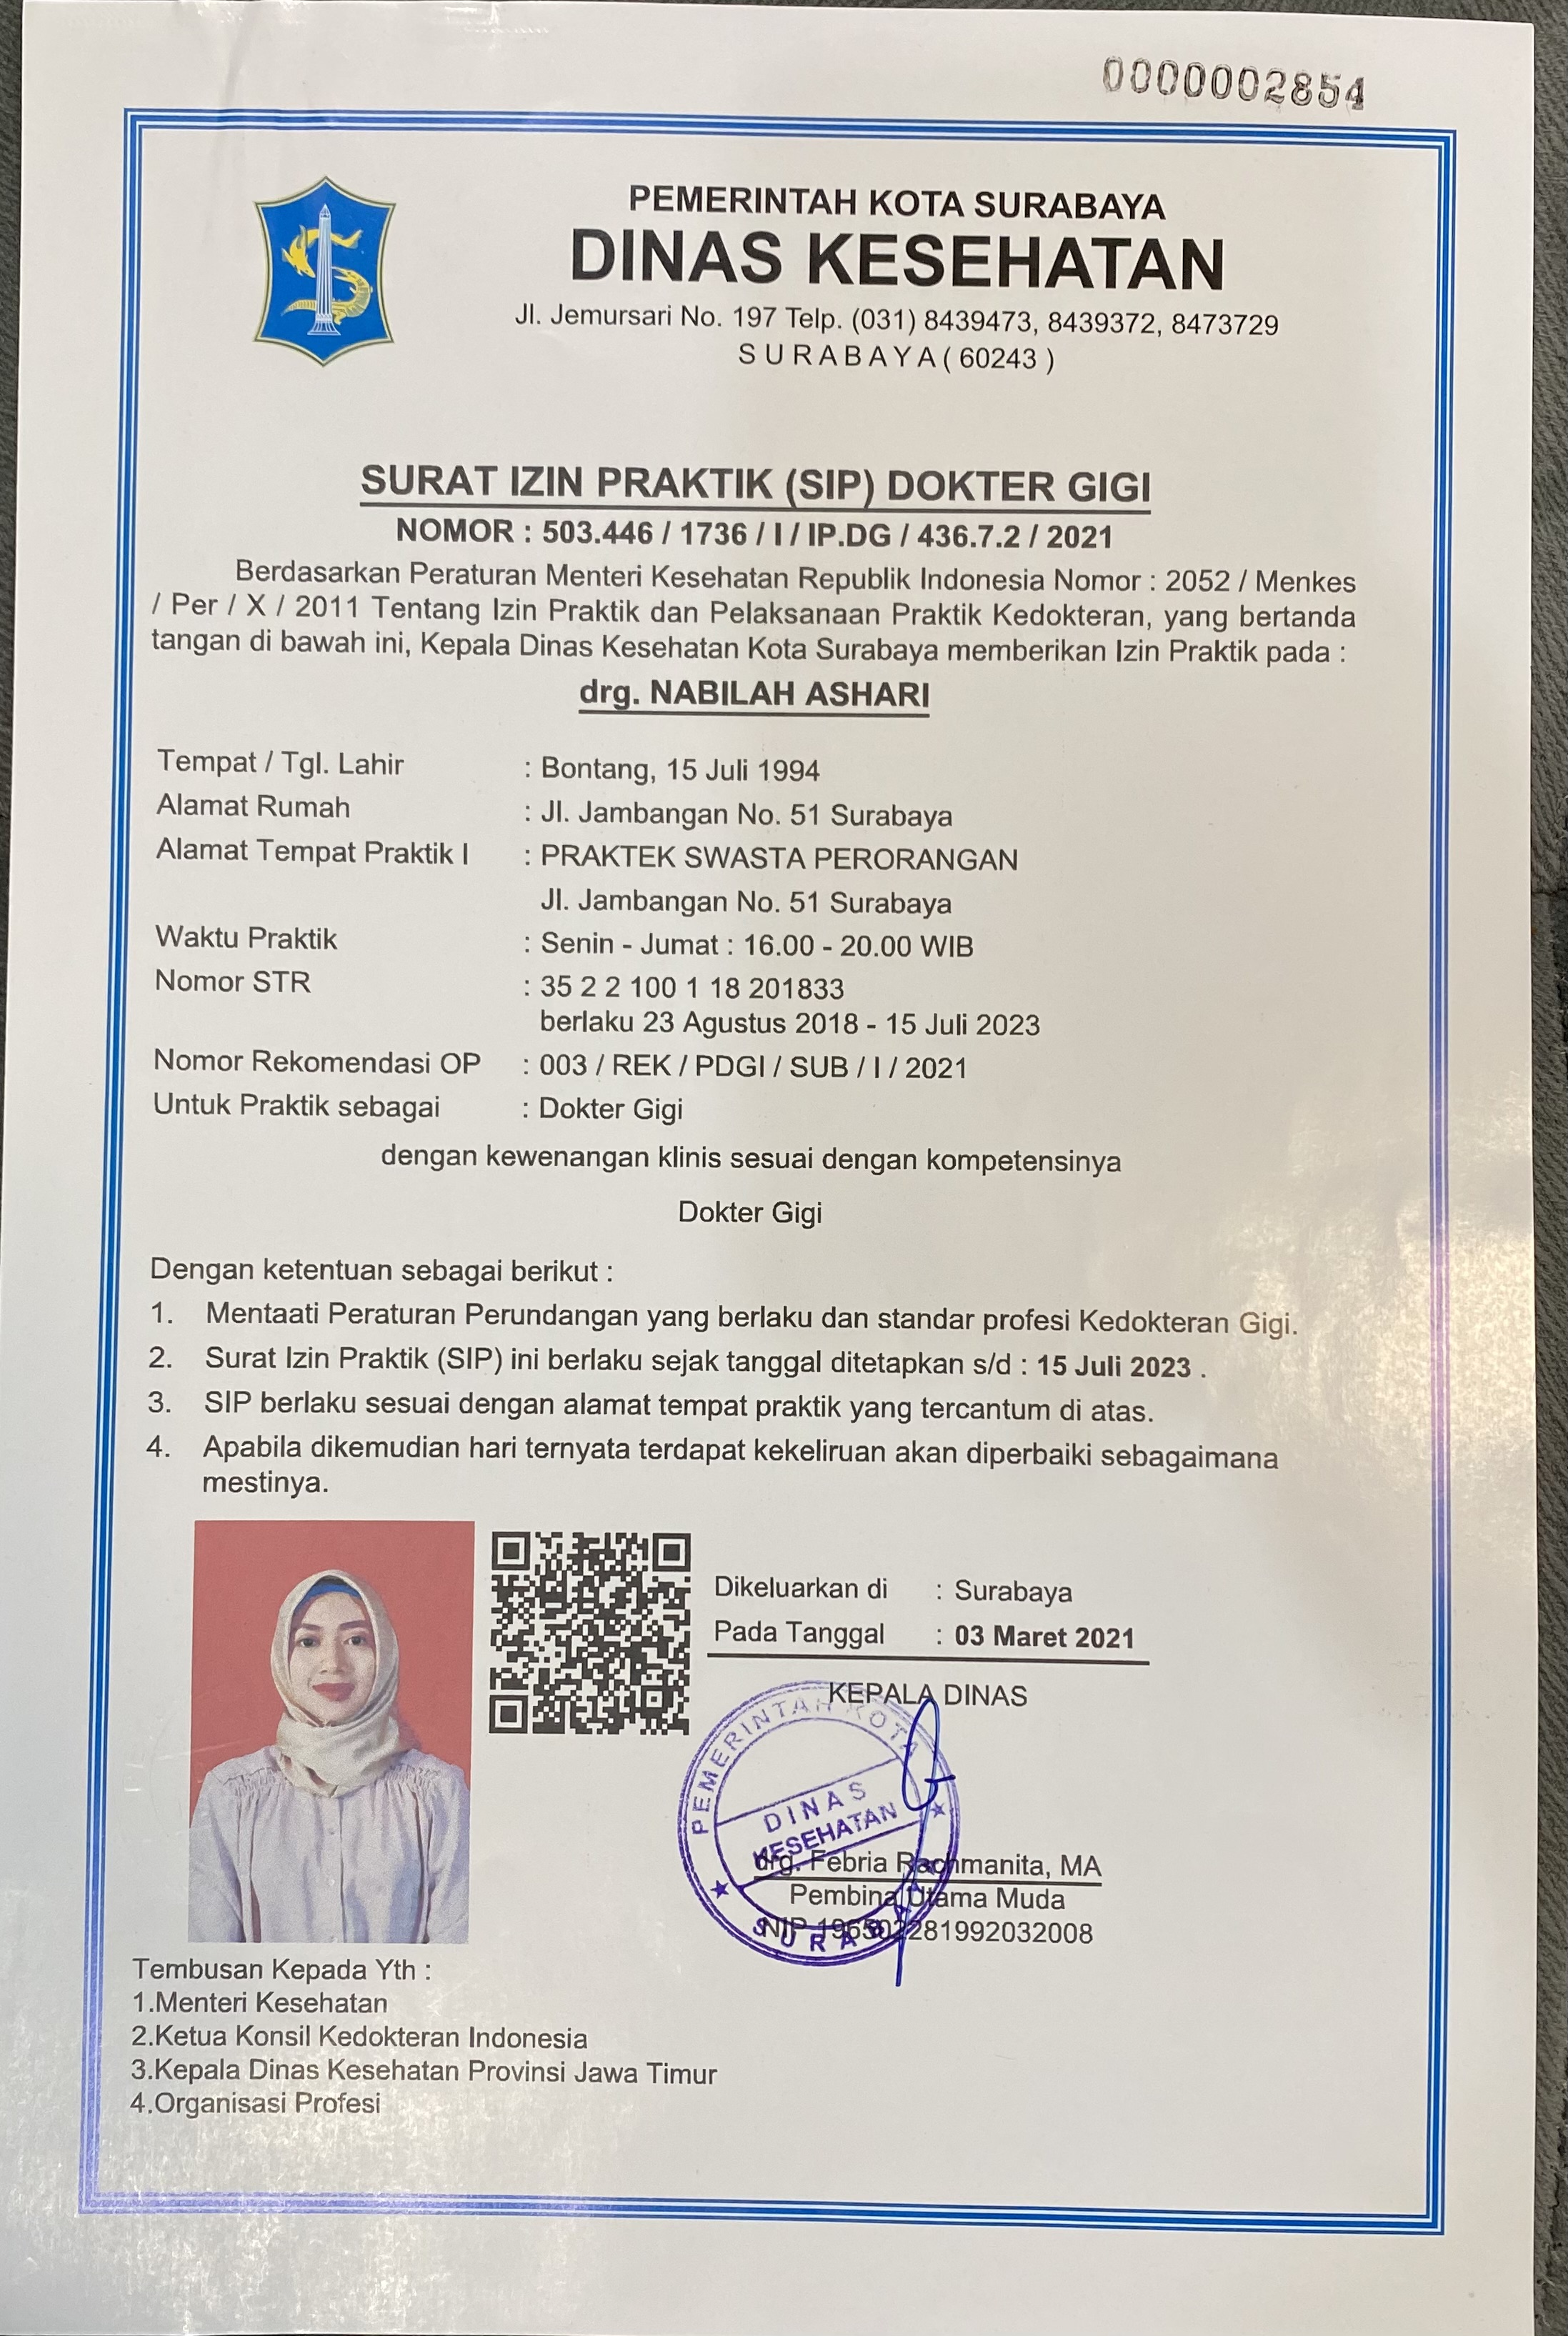 0000002854
PEMERINTAH KOTA SURABAYA
DINAS KESEHATAN
Jl. Jemursari No. 197 Telp. (031) 8439473, 8439372, 8473729
S U R A B A Y A ( 60243 )
SURAT IZIN PRAKTIK (SIP) DOKTER GIGI
NOMOR : 503.446 / 1736 / I / IP.DG / 436.7.2 / 2021
Berdasarkan Peraturan Menteri Kesehatan Republik Indonesia Nomor : 2052 / Menkes
/ Per / X / 2011 Tentang Izin Praktik dan Pelaksanaan Praktik Kedokteran, yang bertanda
tangan di bawah ini, Kepala Dinas Kesehatan Kota Surabaya memberikan Izin Praktik pada :
drg. NABILAH ASHARI
Tempat / Tgl. Lahir : Bontang, 15 Juli 1994
Alamat Rumah : Jl. Jambangan No. 51 Surabaya
Alamat Tempat Praktik I : PRAKTEK SWASTA PERORANGAN
Jl. Jambangan No. 51 Surabaya
Waktu Praktik : Senin - Jumat : 16.00 - 20.00 WIB
Nomor STR : 35 2 2 100 1 18 201833
berlaku 23 Agustus 2018 - 15 Juli 2023
Nomor Rekomendasi OP : 003 / REK / PDGI / SUB / I / 2021
Untuk Praktik sebagai : Dokter Gigi
dengan kewenangan klinis sesuai dengan kompetensinya
Dokter Gigi
Dengan ketentuan sebagai berikut :
1. Mentaati Peraturan Perundangan yang berlaku dan standar profesi Kedokteran Gigi.
2. Surat Izin Praktik (SIP) ini berlaku sejak tanggal ditetapkan s/d : 15 Juli 2023 .
3. SIP berlaku sesuai dengan alamat tempat praktik yang tercantum di atas.
4. Apabila dikemudian hari ternyata terdapat kekeliruan akan diperbaiki sebagaimana
mestinya.
Dikeluarkan di : Surabaya
Pada Tanggal : 03 Maret 2021
KEPALA DINAS
PEMERINTAH KOTA
DINAS
KESEHATAN
SURABAYA
drg. Febria Rachmanita, MA
Pembina Utama Muda
NIP 196502281992032008
Tembusan Kepada Yth :
1.Menteri Kesehatan
2.Ketua Konsil Kedokteran Indonesia
3.Kepala Dinas Kesehatan Provinsi Jawa Timur
4.Organisasi Profesi